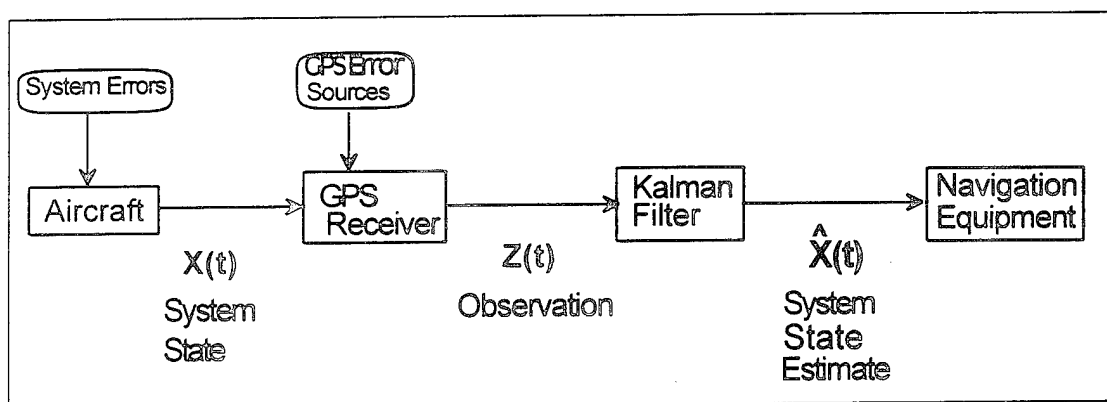 System Errors
GPS Error
Sources
Aircraft
GPS
Receiver
Kalman
Filter
Navigation
Equipment
X(t)
System
State
Z(t)
Observation
X̂(t)
System
State
Estimate